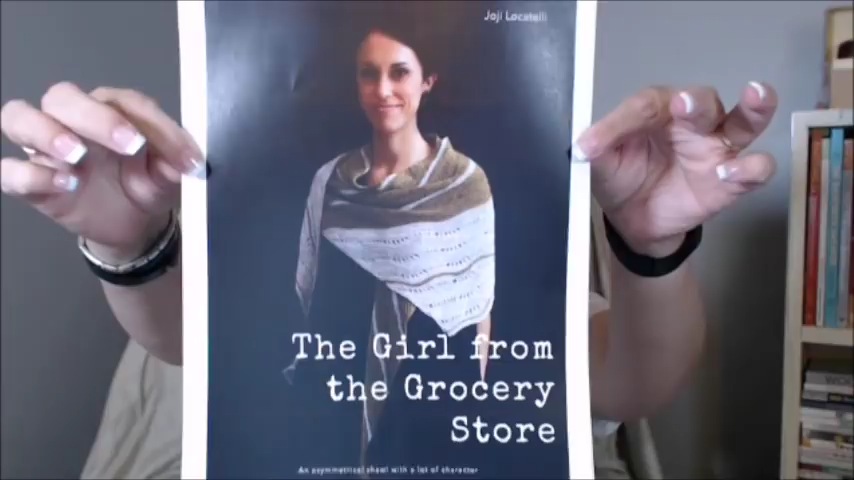 Joji Locatelli
The Girl from
the Grocery
Store
An asymmetrical shawl with a lot of character